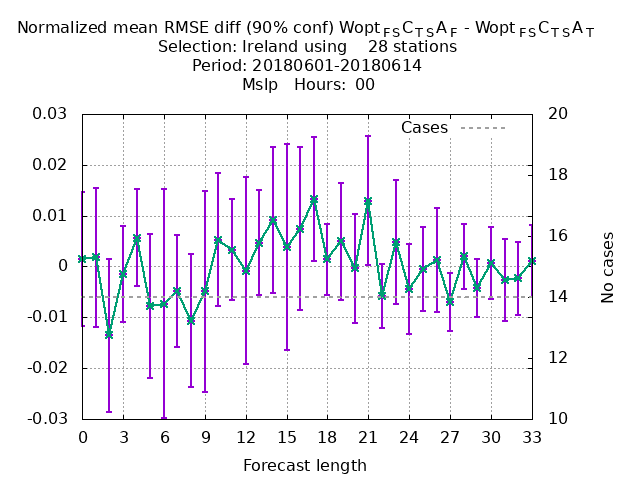 Normalized mean RMSE diff (90% conf) Wopt FS C TS A F - Wopt FS C TS A T
Selection: Ireland using 28 stations
Period: 20180601-20180614
Mslp Hours: 00
Cases
0.03
0.02
0.01
0
-0.01
-0.02
-0.03
20
18
16
14
12
10
No cases
0 3 6 9 12 15 18 21 24 27 30 33
Forecast length